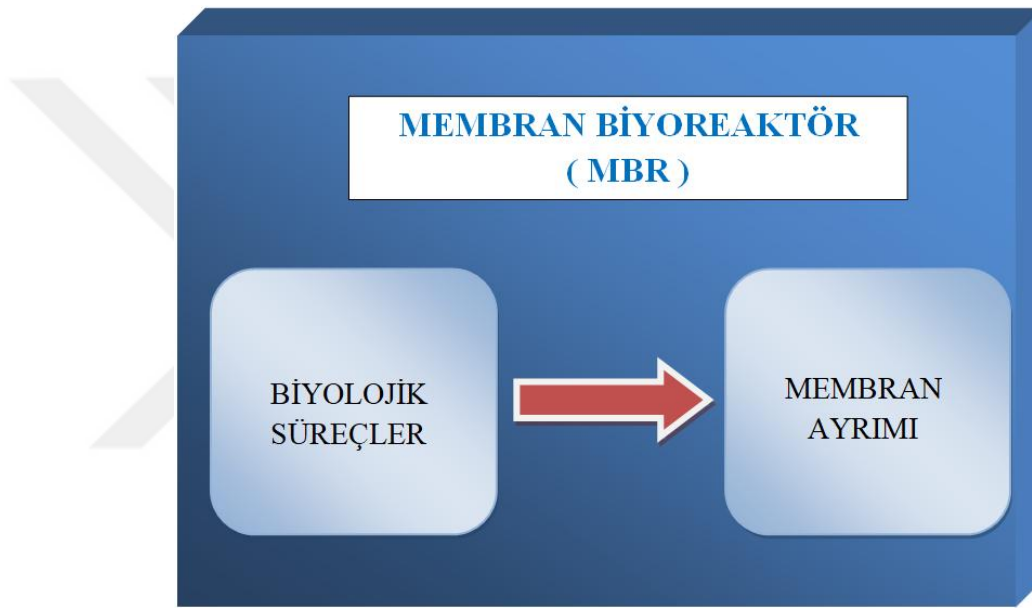 MEMBRAN BİYOREAKTÖR
( MBR )
BİYOLOJİK
SÜREÇLER
MEMBRAN
AYRIMI